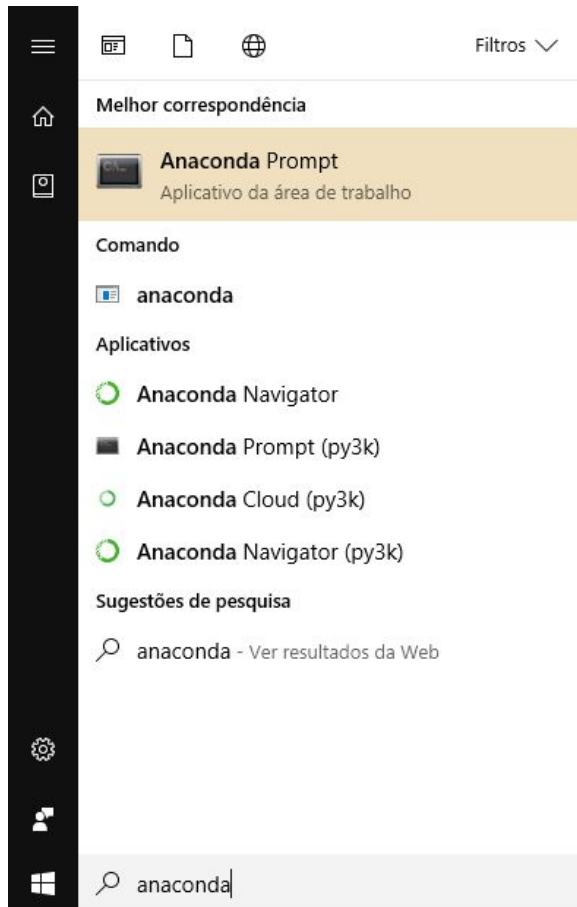 Filtros
Melhor correspondência
Anaconda Prompt
Aplicativo da área de trabalho
Comando
anaconda
Aplicativos
Anaconda Navigator
Anaconda Prompt (py3k)
Anaconda Cloud (py3k)
Anaconda Navigator (py3k)
Sugestões de pesquisa
anaconda - Ver resultados da Web
anaconda